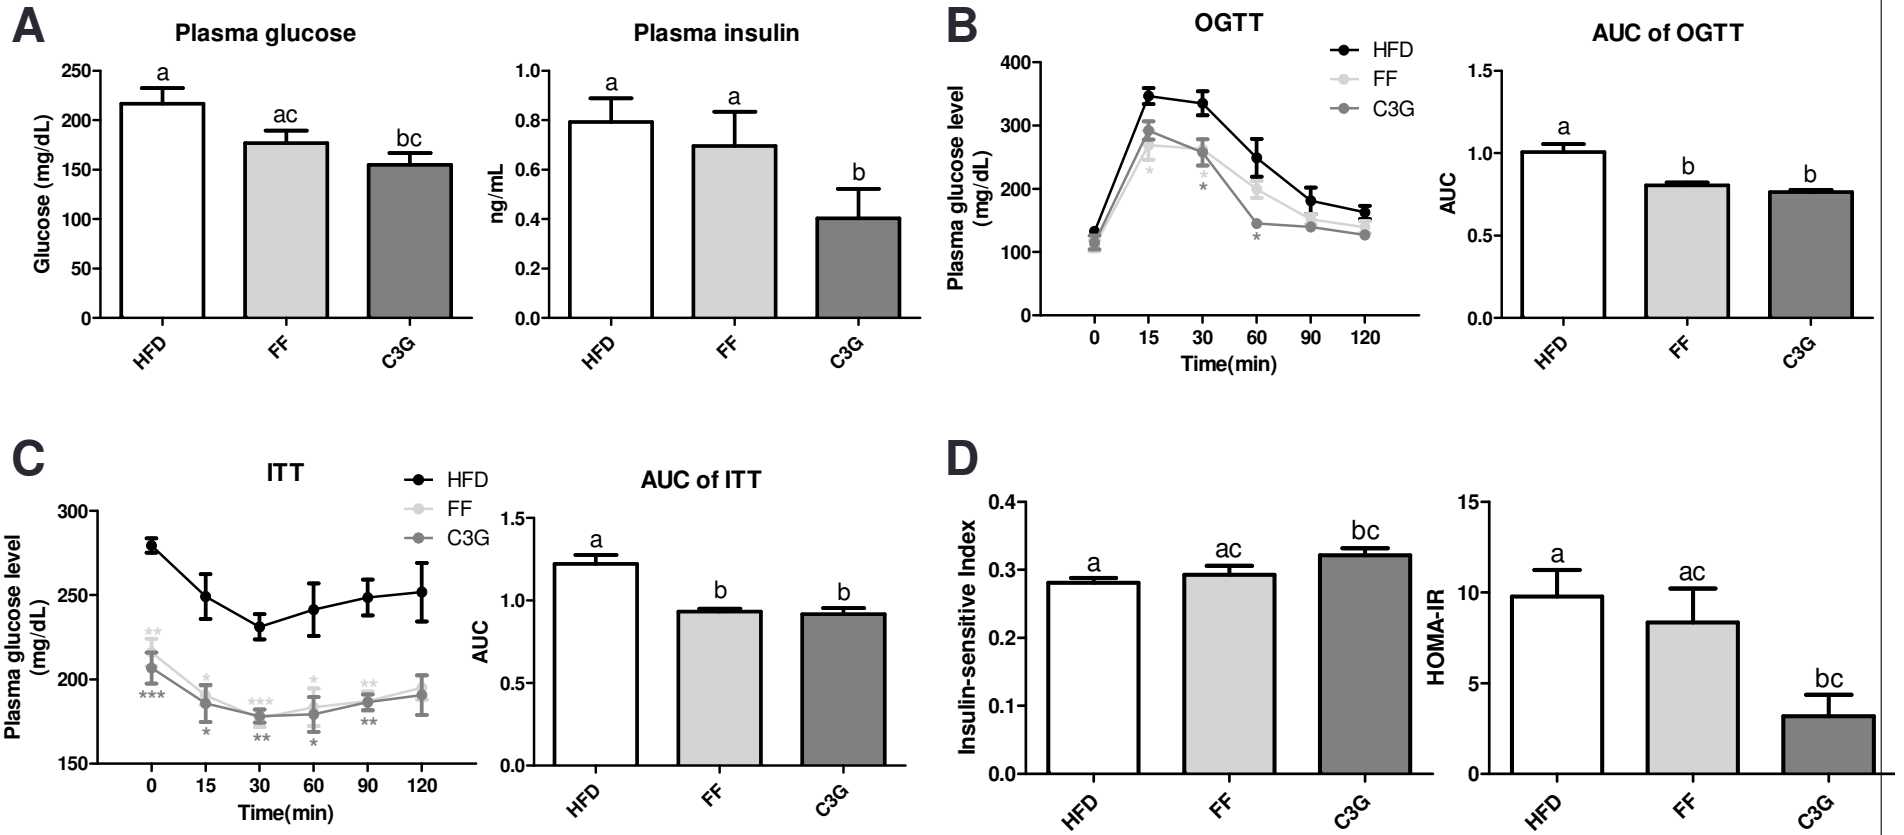 A
Plasma glucose
Glucose (mg/dL)
250
200
150
100
50
0
a
ac
bc
HFD
FF
C3G
Plasma insulin
ng/mL
1.0
0.8
0.6
0.4
0.2
0.0
a
a
b
HFD
FF
C3G
B
OGTT
HFD
FF
C3G
Plasma glucose level
(mg/dL)
400
300
200
100
0
*
*
*
*
0 15 30 60 90 120
Time(min)
AUC of OGTT
AUC
1.5
1.0
0.5
0.0
a
b
b
HFD
FF
C3G
C
ITT
HFD
FF
C3G
Plasma glucose level
(mg/dL)
300
250
200
150
** * *** * **
*** * ** * **
0 15 30 60 90 120
Time(min)
AUC of ITT
AUC
1.5
1.0
0.5
0.0
a
b
b
HFD
FF
C3G
D
Insulin-sensitive Index
0.4
0.3
0.2
0.1
0.0
a
ac
bc
HFD
FF
C3G
HOMA-IR
15
10
5
0
a
ac
bc
HFD
FF
C3G